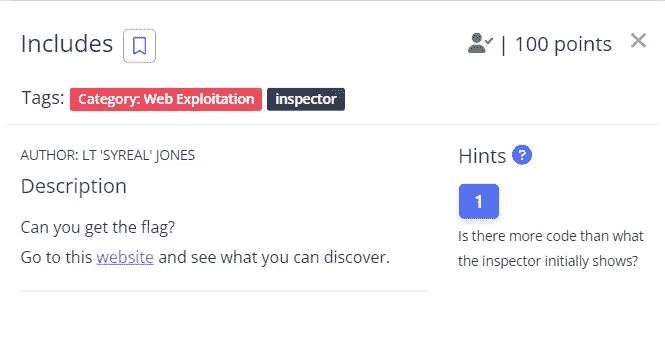 Includes
| 100 points
Tags: Category: Web Exploitation inspector
AUTHOR: LT 'SYREAL' JONES
Description
Can you get the flag?
Go to this website and see what you can discover.
Hints ?
1
Is there more code than what
the inspector initially shows?